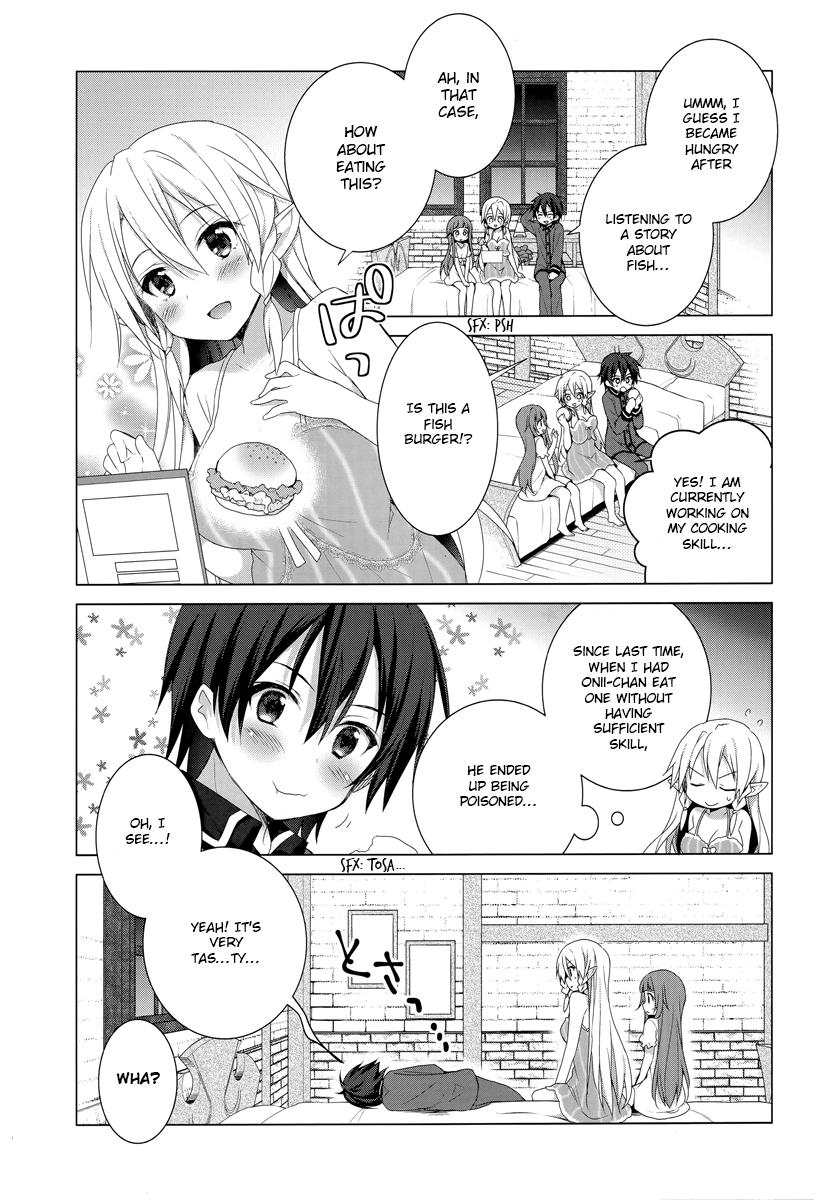 UMMM, I
GUESS I
BECAME
HUNGRY
AFTER
LISTENING TO
A STORY
ABOUT
FISH...
AH, IN
THAT
CASE,
HOW
ABOUT
EATING
THIS?
ぱっ
SFX: PSH
IS THIS A
FISH
BURGER!?
YES! I AM
CURRENTLY
WORKING ON
MY COOKING
SKILL...
SINCE LAST TIME,
WHEN I HAD
ONII-CHAN EAT
ONE WITHOUT
HAVING
SUFFICIENT
SKILL,
HE ENDED
UP BEING
POISONED...
OH, I
SEE...!
YEAH! IT'S
VERY
TAS...TY...
SFX: TOSA...
とさっ…
WHA?